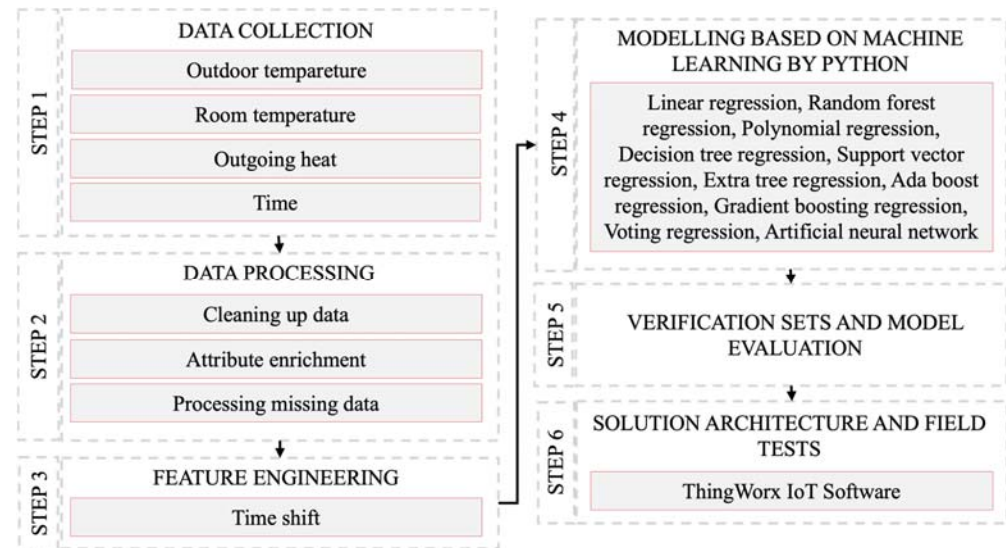 STEP 1
DATA COLLECTION
Outdoor tempareture
Room temperature
Outgoing heat
Time
STEP 2
DATA PROCESSING
Cleaning up data
Attribute enrichment
Processing missing data
STEP 3
FEATURE ENGINEERING
Time shift
STEP 4
MODELLING BASED ON MACHINE
LEARNING BY PYTHON
Linear regression, Random forest
regression, Polynomial regression,
Decision tree regression, Support vector
regression, Extra tree regression, Ada boost
regression, Gradient boosting regression,
Voting regression, Artificial neural network
STEP 5
VERIFICATION SETS AND MODEL
EVALUATION
STEP 6
SOLUTION ARCHITECTURE AND FIELD
TESTS
ThingWorx IoT Software